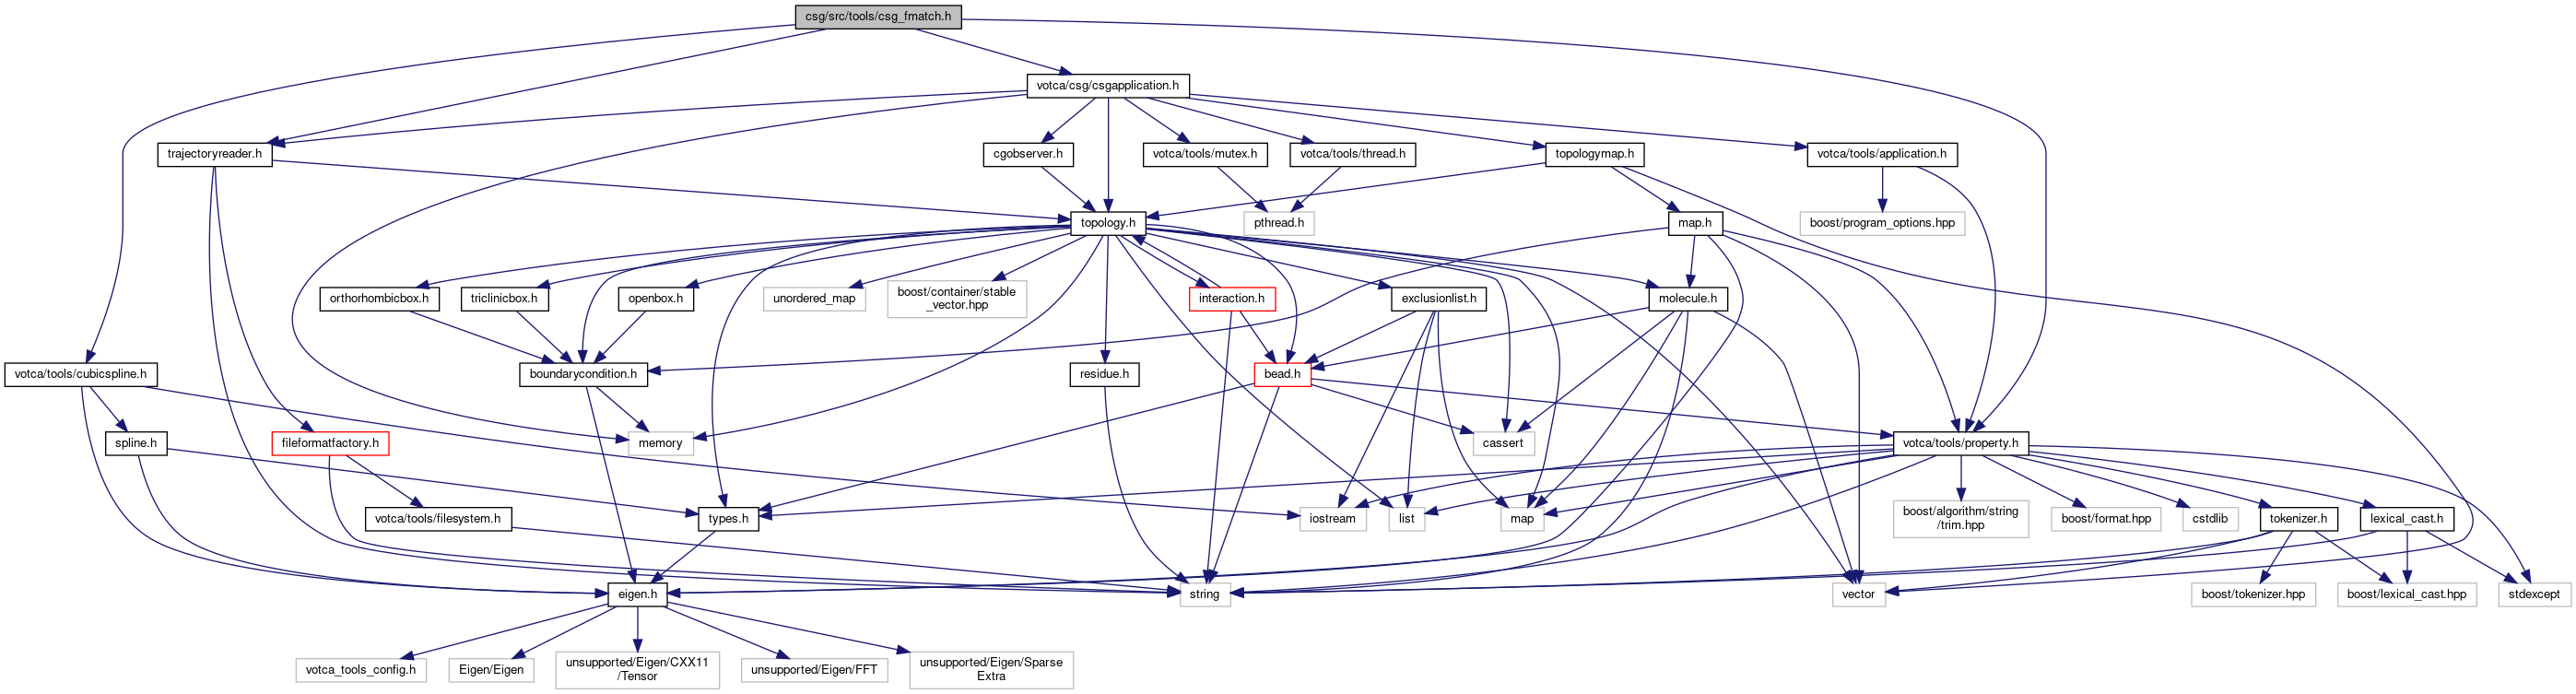 csg/src/tools/csg_fmatch.h
votca/csg/csgapplication.h
trajectoryreader.h
cgobserver.h
votca/tools/mutex.h
votca/tools/thread.h
topologymap.h
votca/tools/application.h
topology.h
pthread.h
map.h
boost/program_options.hpp
orthorhombicbox.h
triclinicbox.h
openbox.h
unordered_map
boost/container/stable
_vector.hpp
interaction.h
exclusionlist.h
molecule.h
votca/tools/cubicspline.h
boundarycondition.h
residue.h
bead.h
spline.h
fileformatfactory.h
memory
cassert
votca/tools/property.h
votca/tools/filesystem.h
types.h
iostream
list
map
boost/algorithm/string
/trim.hpp
boost/format.hpp
cstdlib
tokenizer.h
lexical_cast.h
eigen.h
string
vector
boost/tokenizer.hpp
boost/lexical_cast.hpp
stdexcept
votca_tools_config.h
Eigen/Eigen
unsupported/Eigen/CXX11
/Tensor
unsupported/Eigen/FFT
unsupported/Eigen/Sparse
Extra